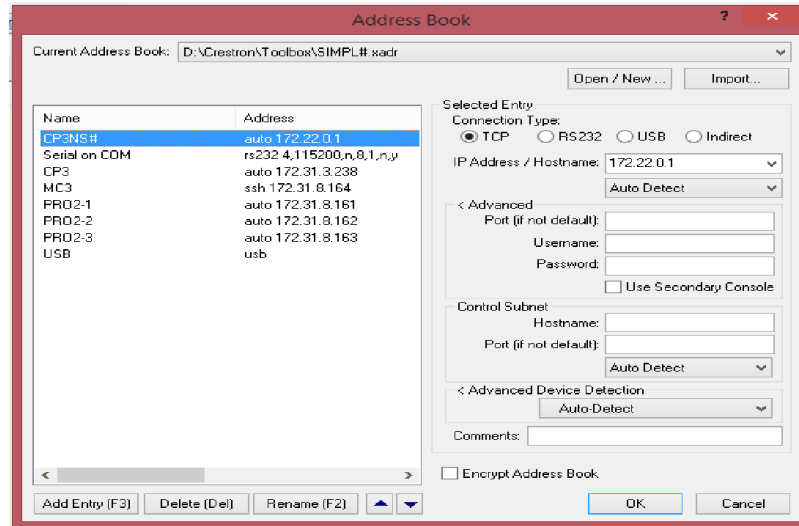 Address Book
? ×
Current Address Book: D:\Crestron\Toolbox\SIMPL#.xadr
Open / New ...
Import...
Name Address
CP3NS# auto 172.22.0.1
Serial on COM rs232 4,115200,n,8,1,n,y
CP3 auto 172.31.3.238
MC3 ssh 172.31.8.164
PRO2-1 auto 172.31.8.161
PRO2-2 auto 172.31.8.162
PRO2-3 auto 172.31.8.163
USB usb
Selected Entry
Connection Type:
TCP RS232 USB Indirect
IP Address / Hostname: 172.22.0.1
Auto Detect
< Advanced
Port (if not default):
Username:
Password:
Use Secondary Console
Control Subnet
Hostname:
Port (if not default):
Auto Detect
< Advanced Device Detection
Auto-Detect
Comments:
Encrypt Address Book
Add Entry (F3) Delete (Del) Rename (F2)
OK Cancel